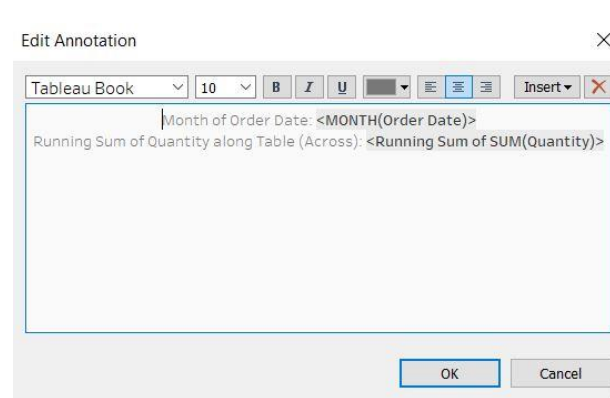 Edit Annotation
Tableau Book 10 B I U Insert
Month of Order Date: <MONTH(Order Date)>
Running Sum of Quantity along Table (Across): <Running Sum of SUM(Quantity)>
OK Cancel